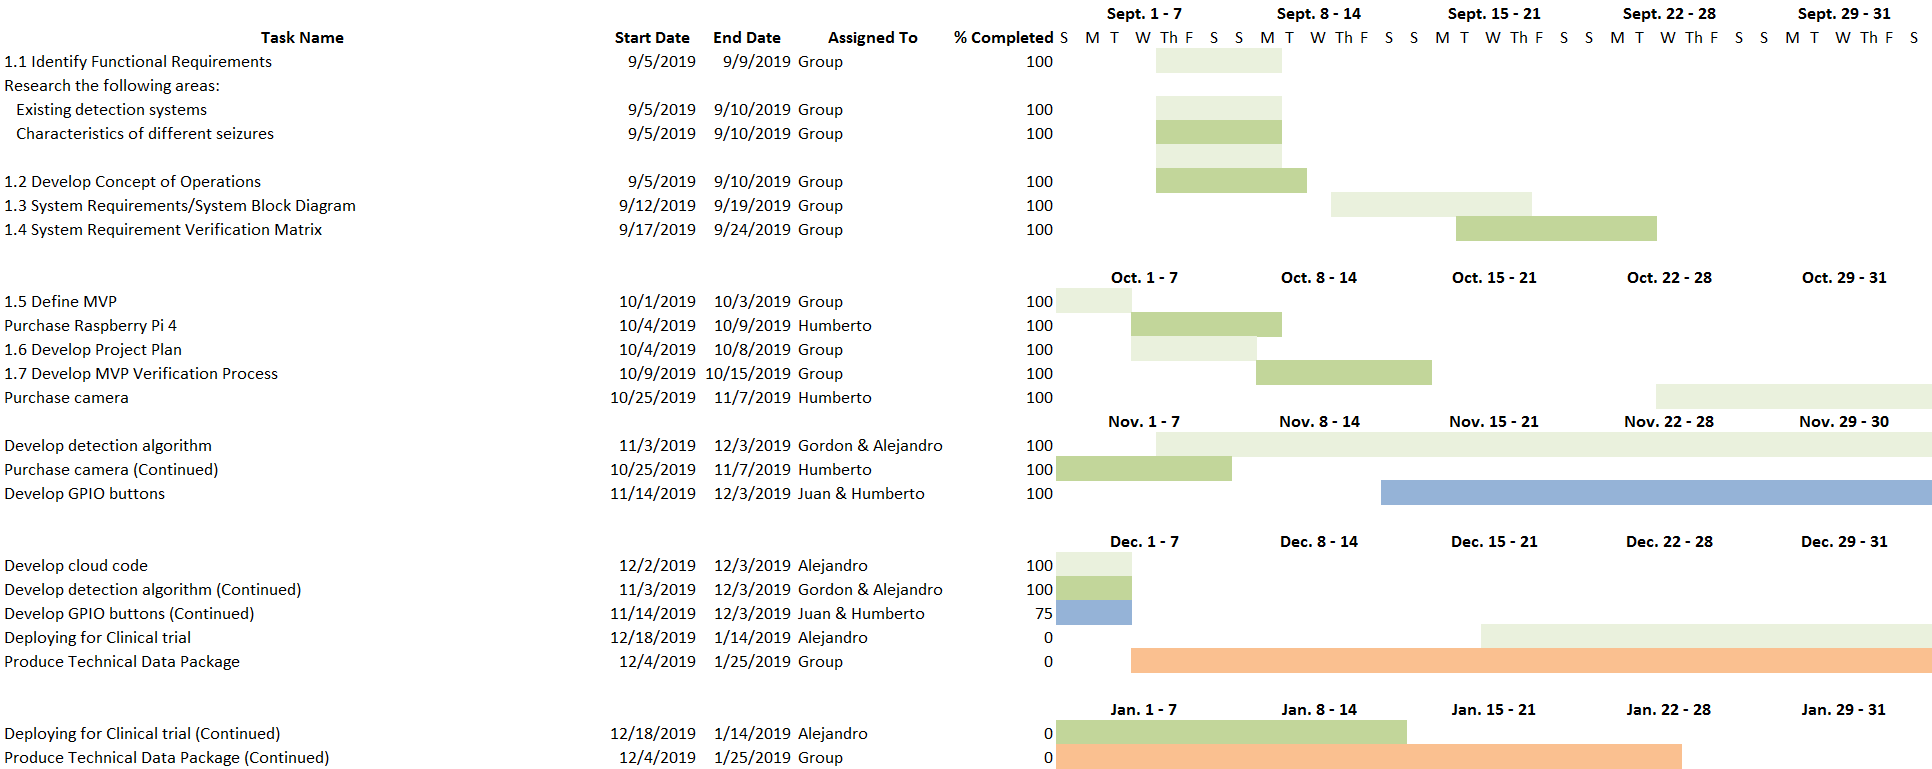 Sept. 1 - 7 Sept. 8 - 14 Sept. 15 - 21 Sept. 22 - 28 Sept. 29 - 31
Task Name Start Date End Date Assigned To % Completed S M T W Th F S S M T W Th F S S M T W Th F S S M T W Th F S S M T W Th F S
1.1 Identify Functional Requirements 9/5/2019 9/9/2019 Group 100
Research the following areas:
Existing detection systems 9/5/2019 9/10/2019 Group 100
Characteristics of different seizures 9/5/2019 9/10/2019 Group 100
1.2 Develop Concept of Operations 9/5/2019 9/10/2019 Group 100
1.3 System Requirements/System Block Diagram 9/12/2019 9/19/2019 Group 100
1.4 System Requirement Verification Matrix 9/17/2019 9/24/2019 Group 100
Oct. 1 - 7 Oct. 8 - 14 Oct. 15 - 21 Oct. 22 - 28 Oct. 29 - 31
1.5 Define MVP 10/1/2019 10/3/2019 Group 100
Purchase Raspberry Pi 4 10/4/2019 10/9/2019 Humberto 100
1.6 Develop Project Plan 10/4/2019 10/8/2019 Group 100
1.7 Develop MVP Verification Process 10/9/2019 10/15/2019 Group 100
Purchase camera 10/25/2019 11/7/2019 Humberto 100
Nov. 1 - 7 Nov. 8 - 14 Nov. 15 - 21 Nov. 22 - 28 Nov. 29 - 30
Develop detection algorithm 11/3/2019 12/3/2019 Gordon & Alejandro 100
Purchase camera (Continued) 10/25/2019 11/7/2019 Humberto 100
Develop GPIO buttons 11/14/2019 12/3/2019 Juan & Humberto 100
Dec. 1 - 7 Dec. 8 - 14 Dec. 15 - 21 Dec. 22 - 28 Dec. 29 - 31
Develop cloud code 12/2/2019 12/3/2019 Alejandro 100
Develop detection algorithm (Continued) 11/3/2019 12/3/2019 Gordon & Alejandro 100
Develop GPIO buttons (Continued) 11/14/2019 12/3/2019 Juan & Humberto 75
Deploying for Clinical trial 12/18/2019 1/14/2019 Alejandro 0
Produce Technical Data Package 12/4/2019 1/25/2019 Group 0
Jan. 1 - 7 Jan. 8 - 14 Jan. 15 - 21 Jan. 22 - 28 Jan. 29 - 31
Deploying for Clinical trial (Continued) 12/18/2019 1/14/2019 Alejandro 0
Produce Technical Data Package (Continued) 12/4/2019 1/25/2019 Group 0